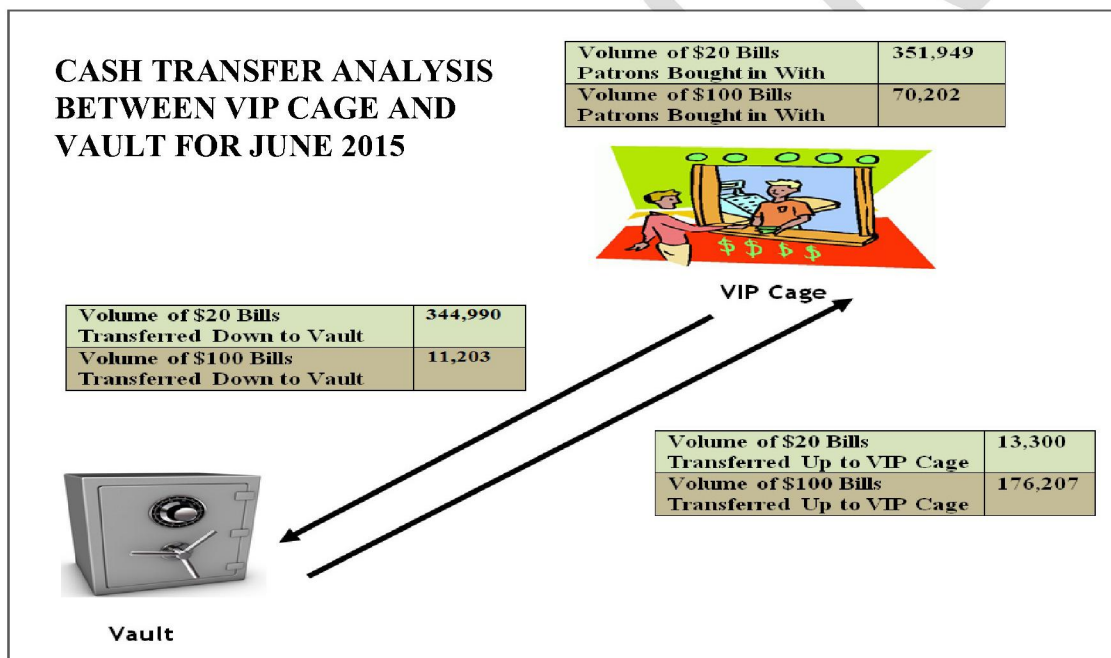 CASH TRANSFER ANALYSIS
BETWEEN VIP CAGE AND
VAULT FOR JUNE 2015
Volume of $20 Bills
Patrons Bought in With
351,949
Volume of $100 Bills
Patrons Bought in With
70,202
$ $ $ $
VIP Cage
Volume of $20 Bills
Transferred Down to Vault
344,990
Volume of $100 Bills
Transferred Down to Vault
11,203
Volume of $20 Bills
Transferred Up to VIP Cage
13,300
Volume of $100 Bills
Transferred Up to VIP Cage
176,207
Vault